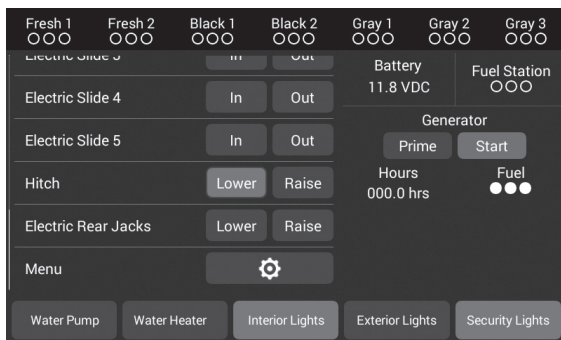 Fresh 1 Fresh 2 Black 1 Black 2 Gray 1 Gray 2 Gray 3
Electric Slide In Out
Battery Fuel Station
11.8 VDC
Electric Slide 4 In Out
Generator
Electric Slide 5 In Out
Prime Start
Hitch Lower Raise
Hours Fuel
000.0 hrs
Electric Rear Jacks Lower Raise
Menu
Water Pump Water Heater Interior Lights Exterior Lights Security Lights